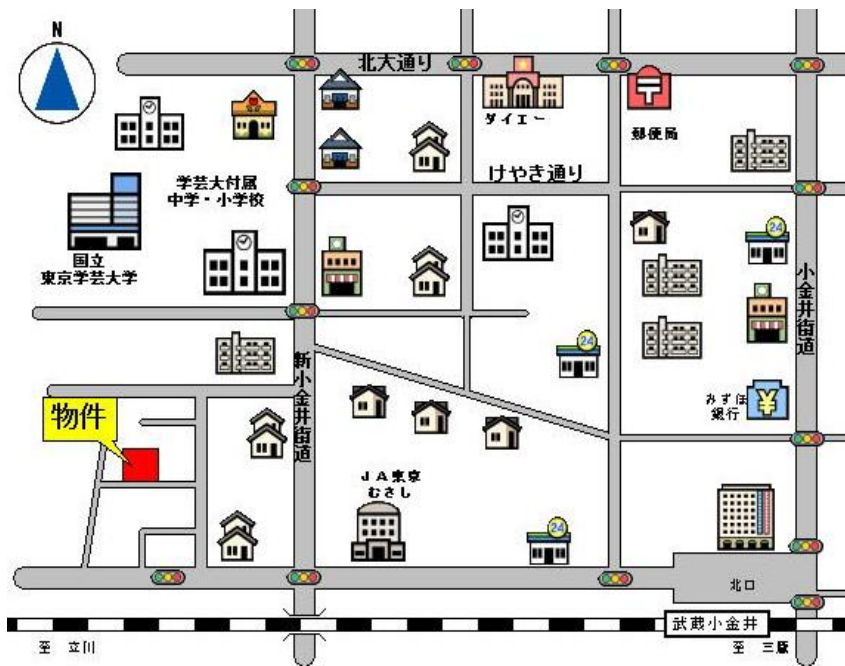 N
北大通り
ダイエー
郵便局
けやき通り
学芸大付属
中学・小学校
国立
東京学芸大学
24
小金井街道
新小金井街道
24
みずほ
銀行
¥
物件
JA東京
むさし
24
北口
武蔵小金井
至 立川
至 三鷹